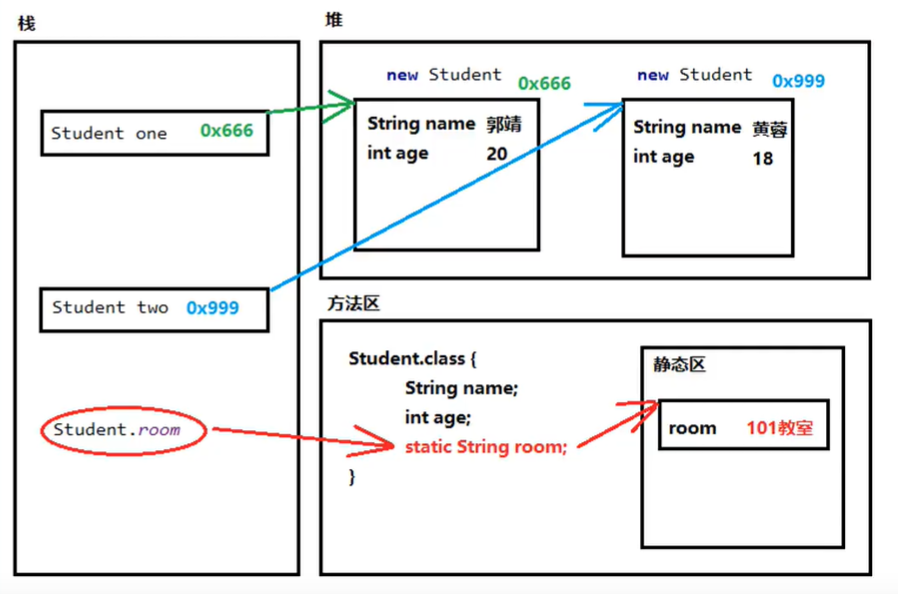 栈
Student one 0x666
Student two 0x999
Student.room
堆
new Student 0x666
String name 郭靖
int age 20
new Student 0x999
String name 黄蓉
int age 18
方法区
Student.class {
String name;
int age;
static String room;
}
静态区
room 101教室